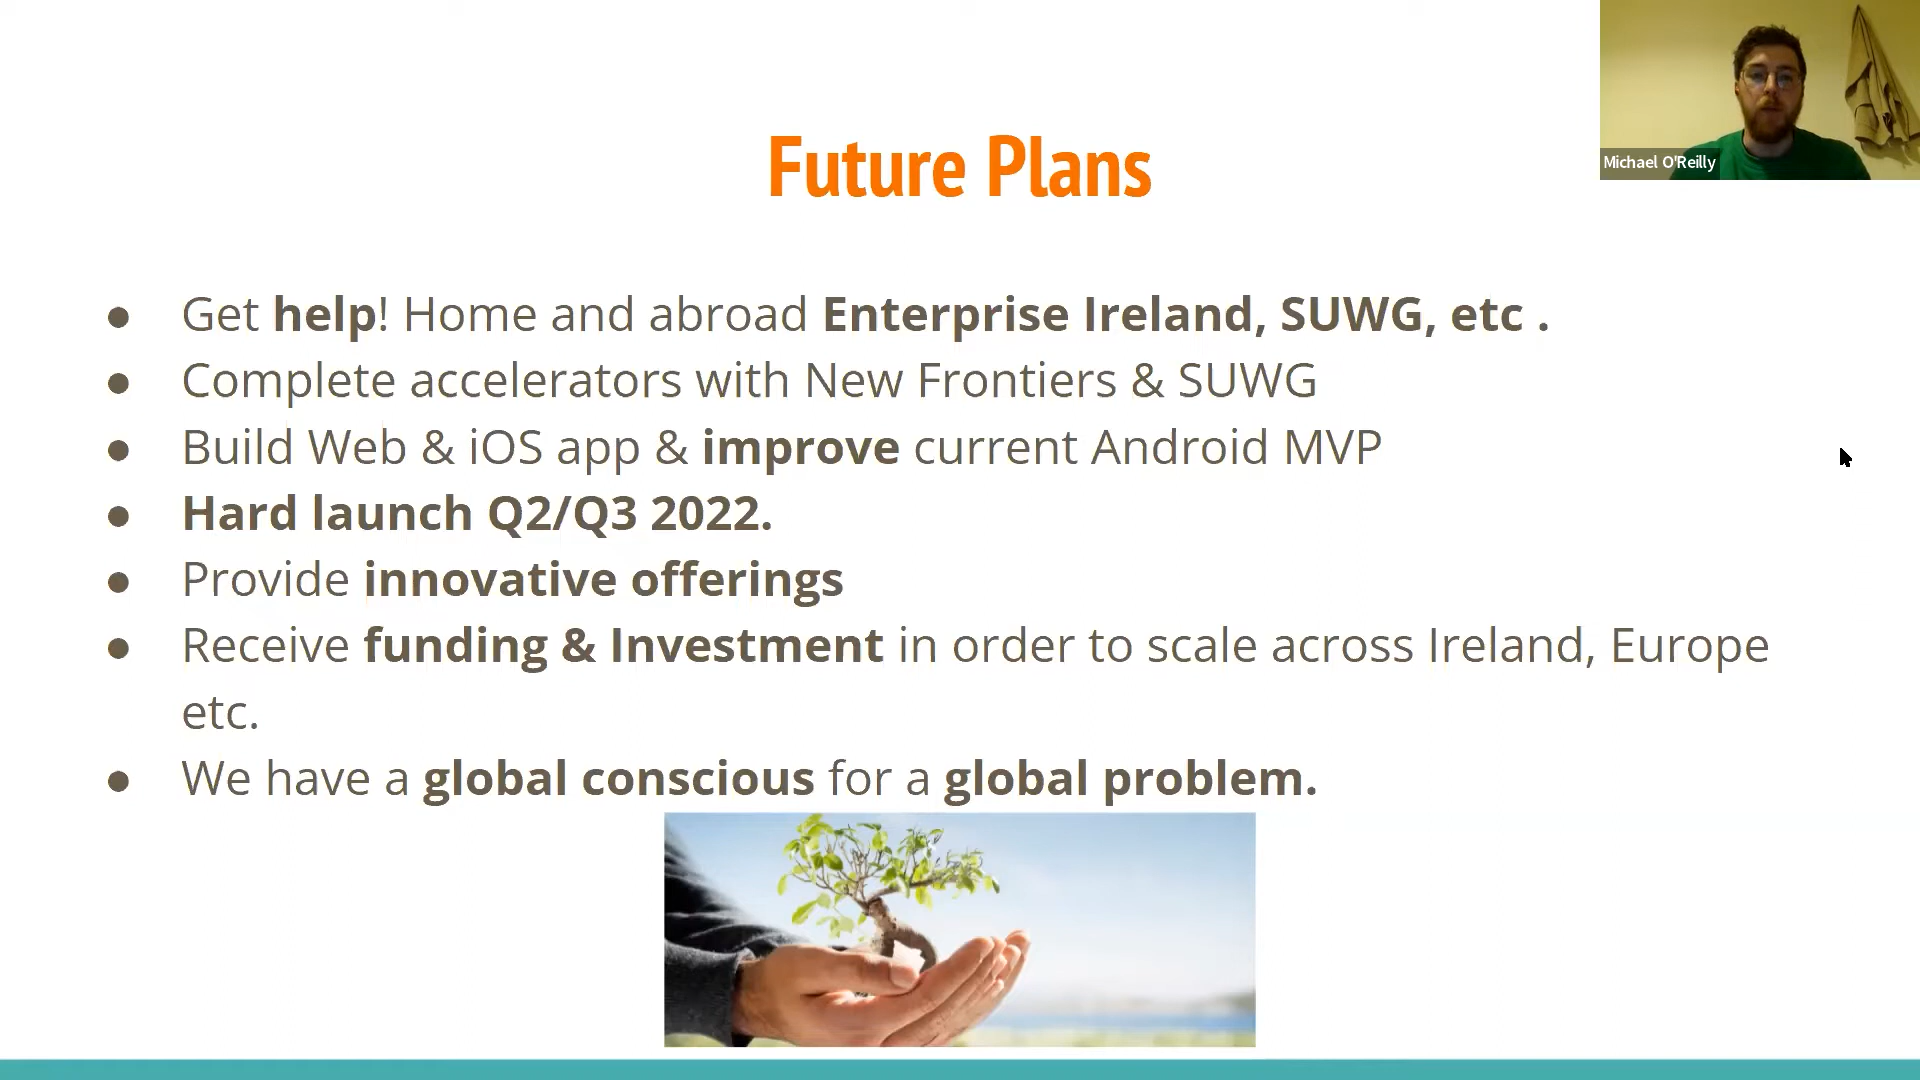 Future Plans
Michael O'Reilly
● Get help! Home and abroad Enterprise Ireland, SUWG, etc .
● Complete accelerators with New Frontiers & SUWG
● Build Web & iOS app & improve current Android MVP
● Hard launch Q2/Q3 2022.
● Provide innovative offerings
● Receive funding & Investment in order to scale across Ireland, Europe
etc.
● We have a global conscious for a global problem.